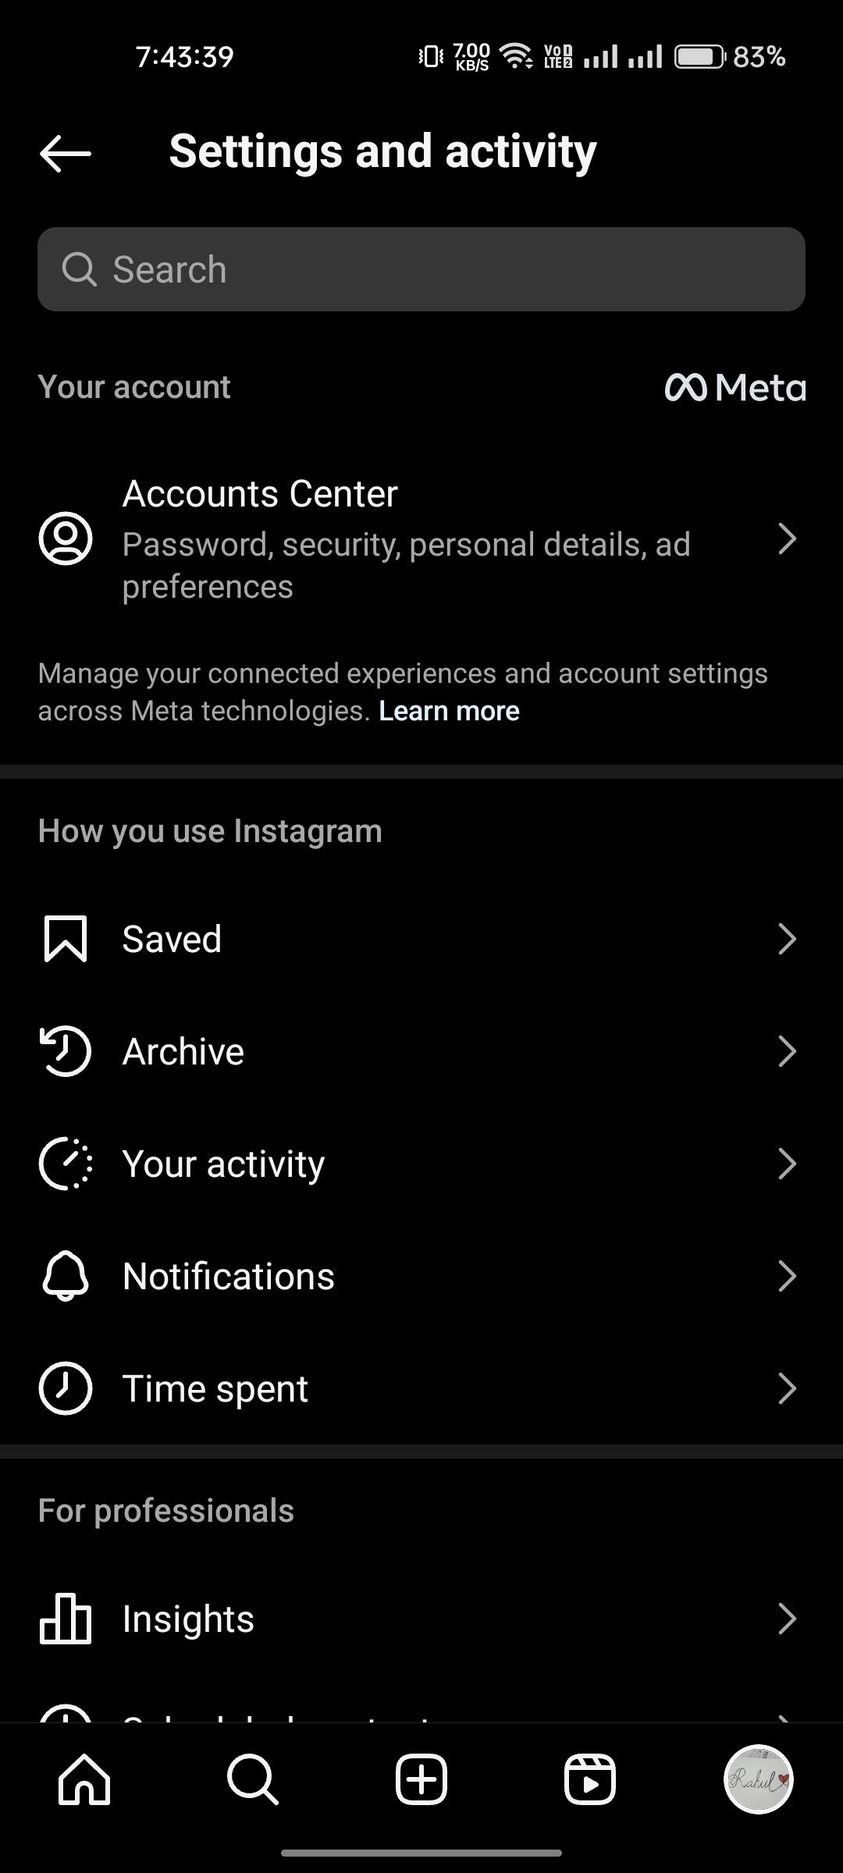 7:43:39
7.00 KB/S
VoD LTE2
83%
Settings and activity
Search
Your account
Meta
Accounts Center
Password, security, personal details, ad
preferences
Manage your connected experiences and account settings
across Meta technologies. Learn more
How you use Instagram
Saved
Archive
Your activity
Notifications
Time spent
For professionals
Insights
Rahul